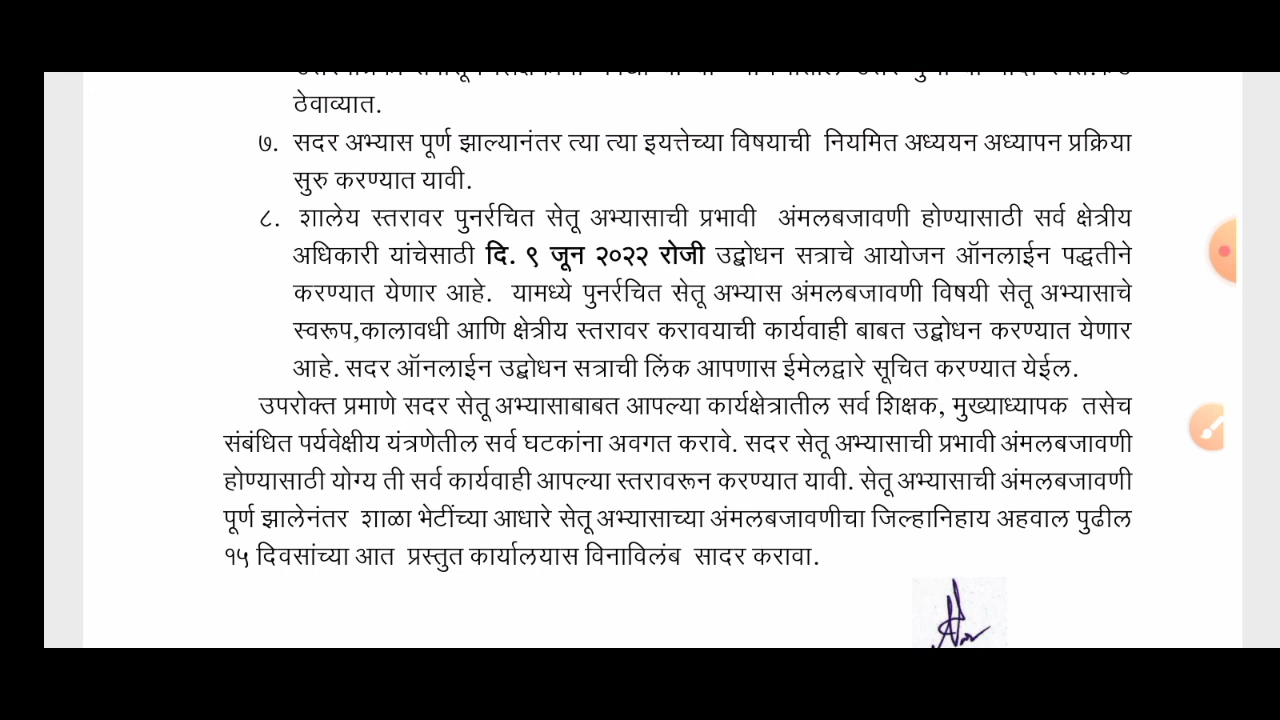 ठेवाव्यात.
७. सदर अभ्यास पूर्ण झाल्यानंतर त्या त्या इयत्तेच्या विषयाची नियमित अध्ययन अध्यापन प्रक्रिया
सुरु करण्यात यावी.
८. शालेय स्तरावर पुनर्रचित सेतू अभ्यासाची प्रभावी अंमलबजावणी होण्यासाठी सर्व क्षेत्रीय
अधिकारी यांचेसाठी दि. ९ जून २०२२ रोजी उद्बोधन सत्राचे आयोजन ऑनलाईन पद्धतीने
करण्यात येणार आहे. यामध्ये पुनर्रचित सेतू अभ्यास अंमलबजावणी विषयी सेतू अभ्यासाचे
स्वरूप,कालावधी आणि क्षेत्रीय स्तरावर करावयाची कार्यवाही बाबत उद्बोधन करण्यात येणार
आहे. सदर ऑनलाईन उद्बोधन सत्राची लिंक आपणास ईमेलद्वारे सूचित करण्यात येईल.
उपरोक्त प्रमाणे सदर सेतू अभ्यासाबाबत आपल्या कार्यक्षेत्रातील सर्व शिक्षक, मुख्याध्यापक तसेच
संबंधित पर्यवेक्षीय यंत्रणेतील सर्व घटकांना अवगत करावे. सदर सेतू अभ्यासाची प्रभावी अंमलबजावणी
होण्यासाठी योग्य ती सर्व कार्यवाही आपल्या स्तरावरून करण्यात यावी. सेतू अभ्यासाची अंमलबजावणी
पूर्ण झालेनंतर शाळा भेटींच्या आधारे सेतू अभ्यासाच्या अंमलबजावणीचा जिल्हानिहाय अहवाल पुढील
१५ दिवसांच्या आत प्रस्तुत कार्यालयास विनाविलंब सादर करावा.